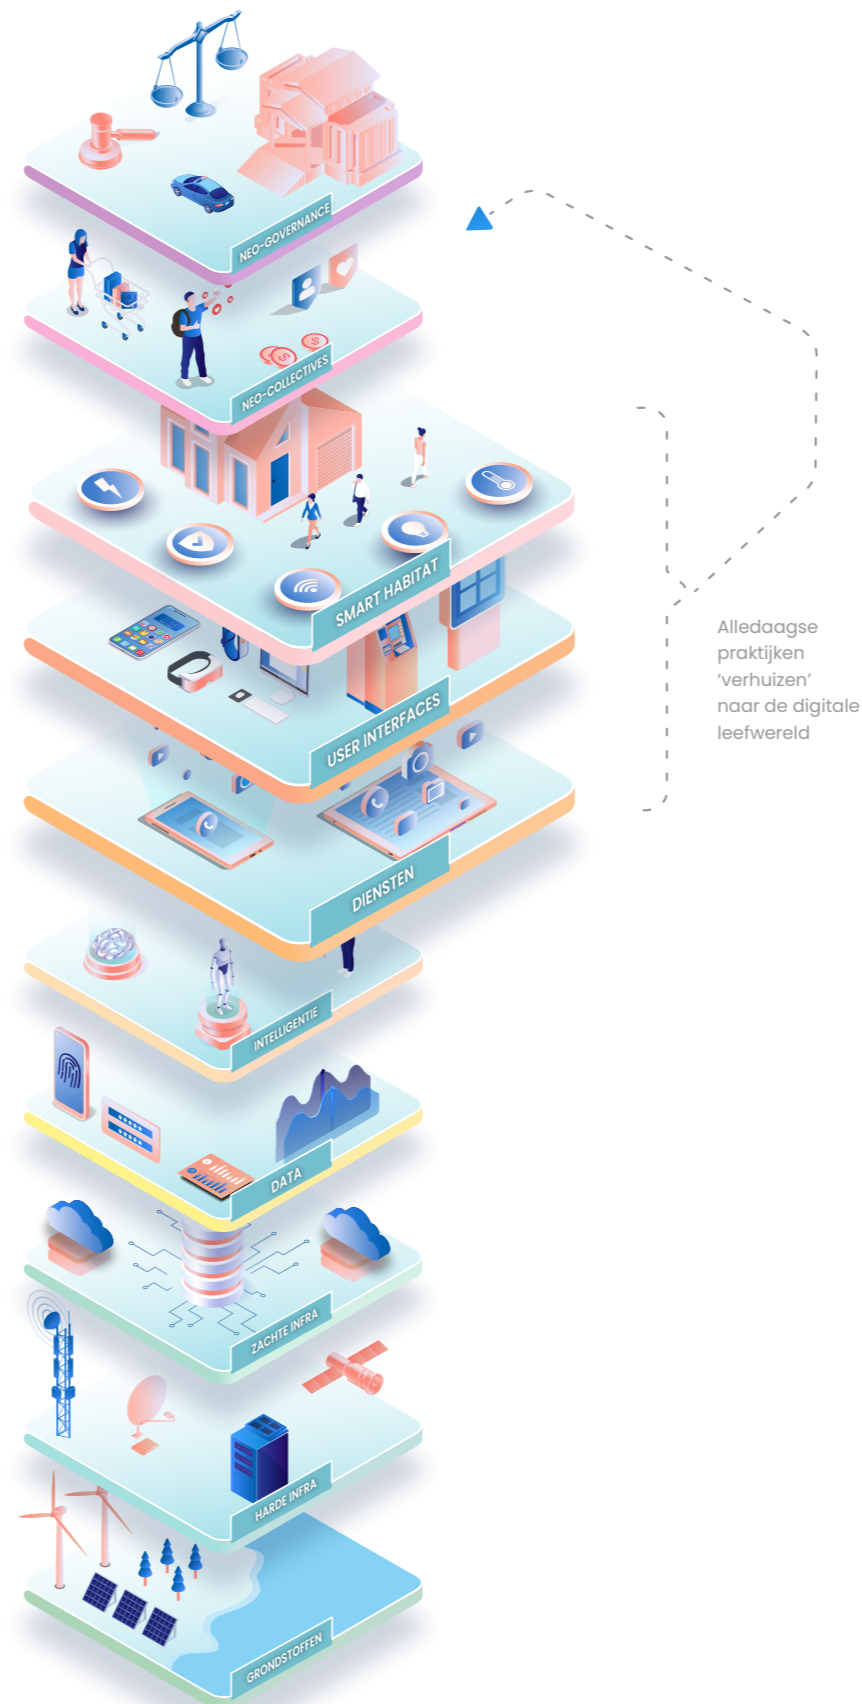 NEO-GOVERNANCE
NEO-COLLECTIVES
SMART HABITAT
USER INTERFACES
DIENSTEN
INTELLIGENTIE
DATA
ZACHTE INFRA
HARDE INFRA
GRONDSTOFFEN
Alledaagse
praktijken
‘verhuizen’
naar de digitale
leefwereld